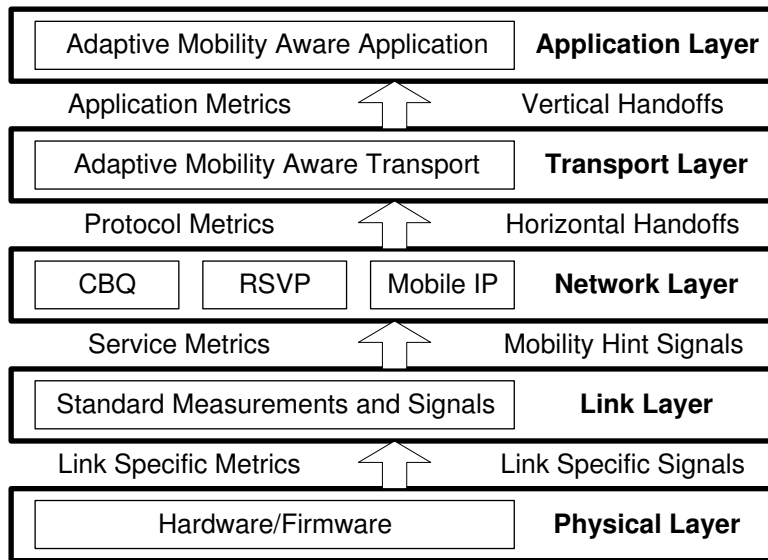 Adaptive Mobility Aware Application Application Layer
Application Metrics Vertical Handoffs
Adaptive Mobility Aware Transport Transport Layer
Protocol Metrics Horizontal Handoffs
CBQ RSVP Mobile IP Network Layer
Service Metrics Mobility Hint Signals
Standard Measurements and Signals Link Layer
Link Specific Metrics Link Specific Signals
Hardware/Firmware Physical Layer